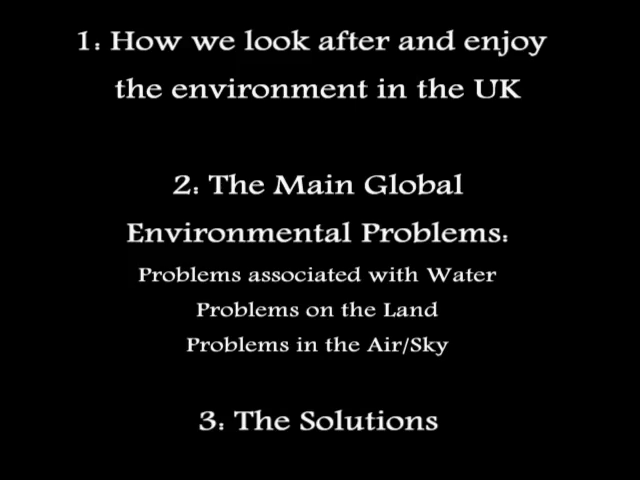 1: How we look after and enjoy
the environment in the UK
2: The Main Global
Environmental Problems:
Problems associated with Water
Problems on the Land
Problems in the Air/Sky
3: The Solutions